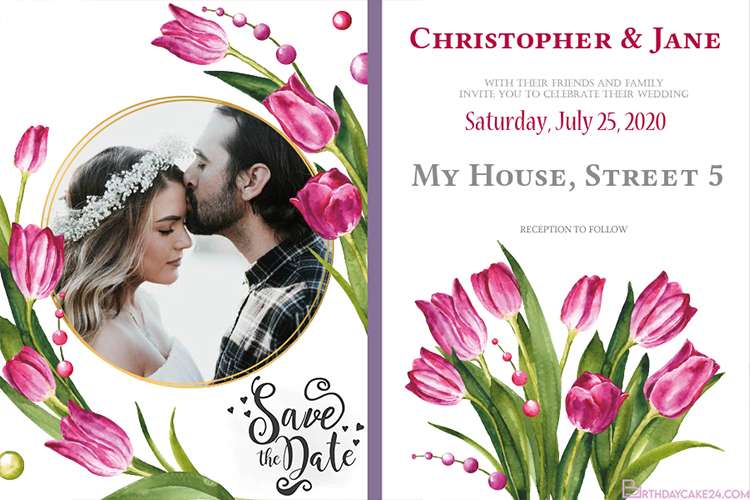 Save
the Date
CHRISTOPHER & JANE
WITH THEIR FRIENDS AND FAMILY
INVITE YOU TO CELEBRATE THEIR WEDDING
Saturday, July 25, 2020
MY HOUSE, STREET 5
RECEPTION TO FOLLOW
BIRTHDAYCAKE24.COM